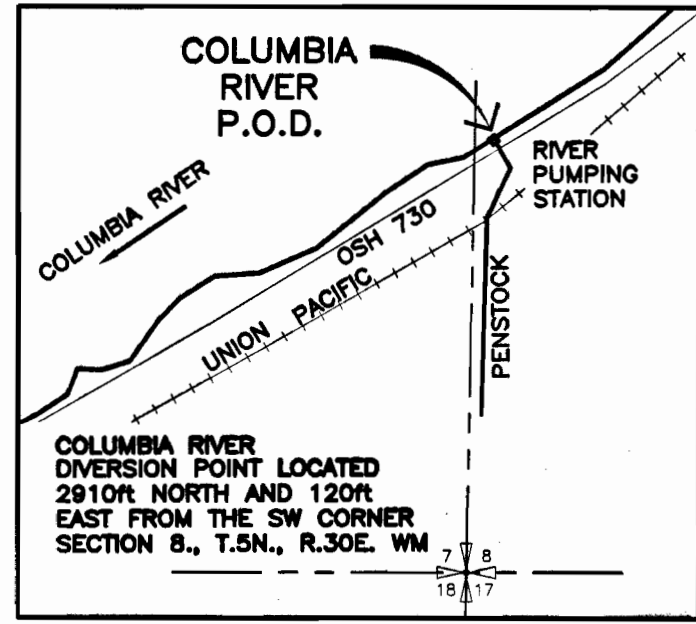 COLUMBIA
RIVER
P.O.D.
RIVER
PUMPING
STATION
COLUMBIA RIVER
OSH 730
UNION PACIFIC
PENSTOCK
COLUMBIA RIVER
DIVERSION POINT LOCATED
2910ft NORTH AND 120ft
EAST FROM THE SW CORNER
SECTION 8., T.5N., R.30E. WM
7 8
18 17